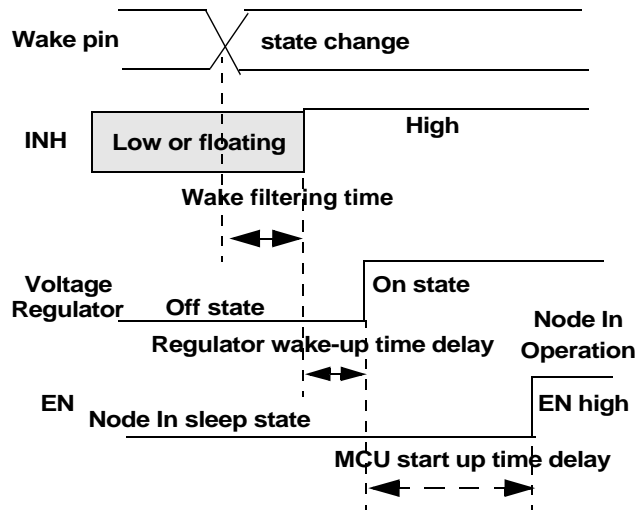 Wake pin
state change
INH
Low or floating
High
Wake filtering time
Voltage
Regulator
Off state
On state
Regulator wake-up time delay
Node In
Operation
EN
Node In sleep state
EN high
MCU start up time delay